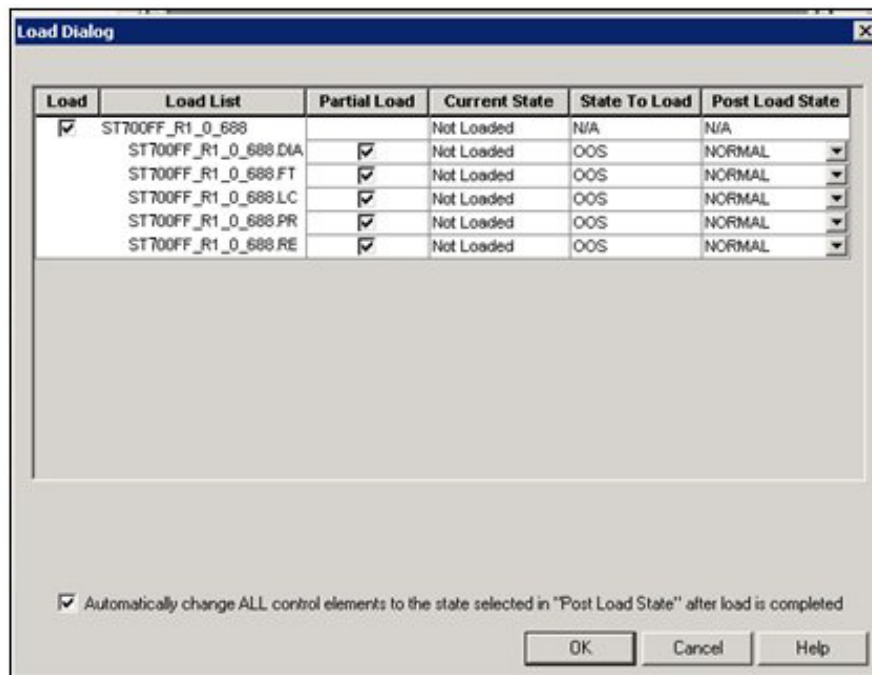 Load Dialog
Load Load List Partial Load Current State State To Load Post Load State
ST700FF_R1_0_688 Not Loaded N/A N/A
ST700FF_R1_0_688.DIA Not Loaded OOS NORMAL
ST700FF_R1_0_688.FT Not Loaded OOS NORMAL
ST700FF_R1_0_688.LC Not Loaded OOS NORMAL
ST700FF_R1_0_688.PR Not Loaded OOS NORMAL
ST700FF_R1_0_688.RE Not Loaded OOS NORMAL
Automatically change ALL control elements to the state selected in "Post Load State" after load is completed
OK Cancel Help